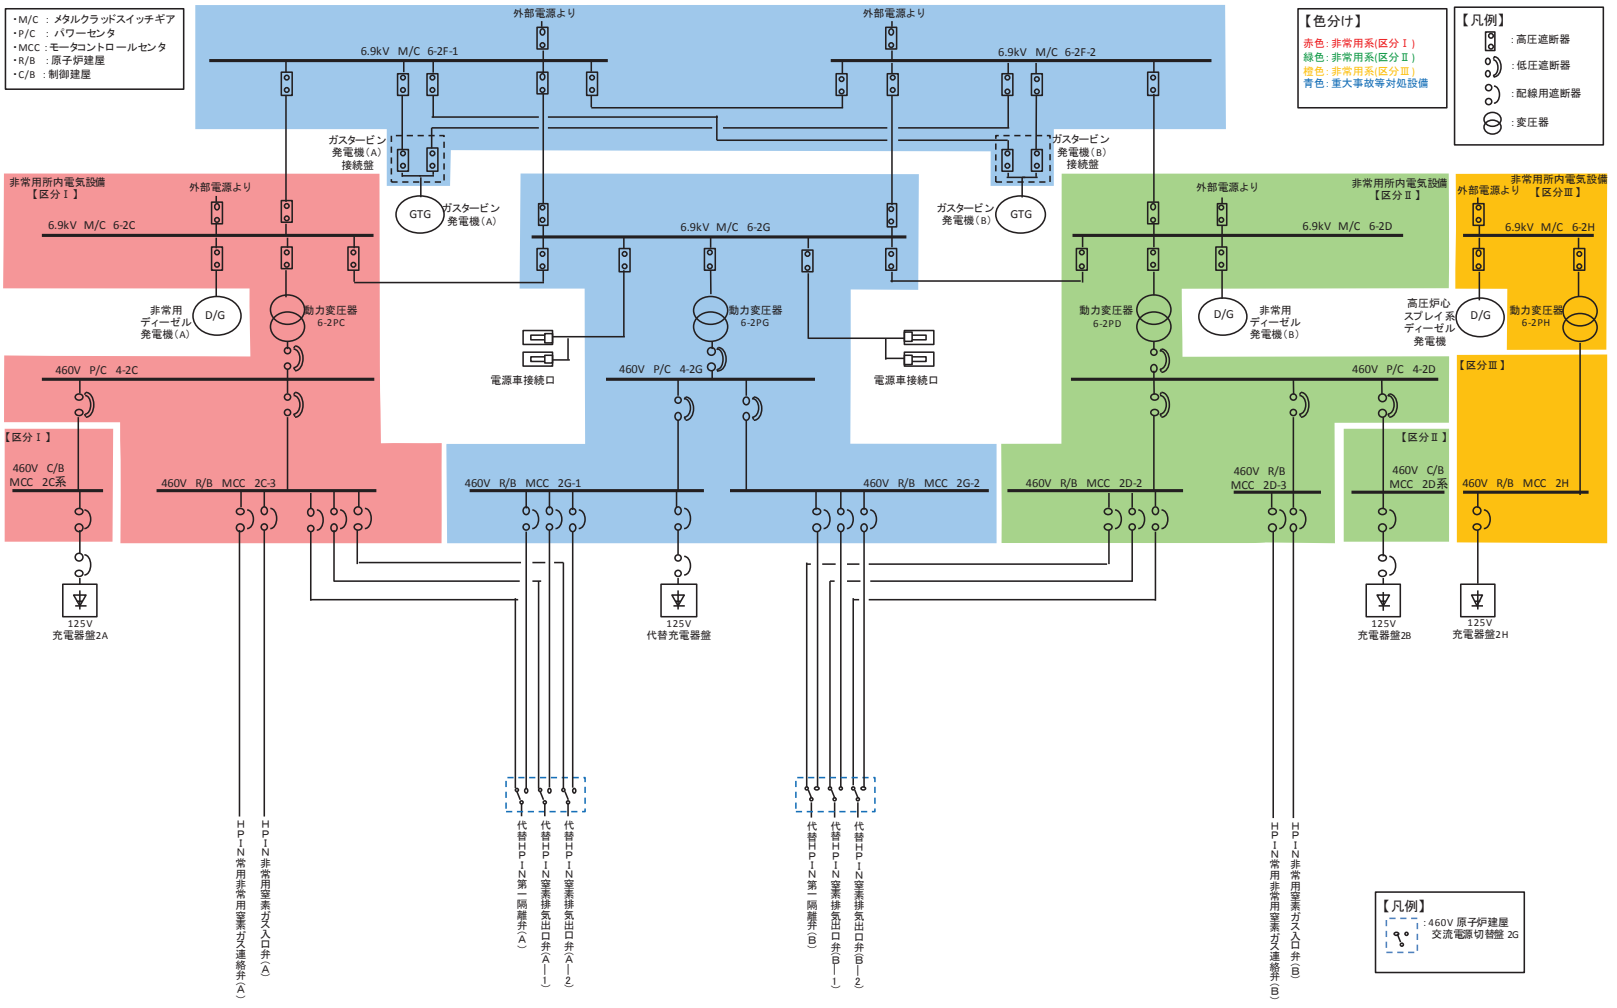 ・M/C ： メタルクラッドスイッチギア
・P/C ： パワーセンタ
・MCC ：モータコントロールセンタ
・R/B ：原子炉建屋
・C/B ：制御建屋
外部電源より
外部電源より
6.9kV M/C 6-2F-1
6.9kV M/C 6-2F-2
【色分け】
赤色：非常用系(区分Ⅰ)
緑色：非常用系(区分Ⅱ)
橙色：非常用系(区分Ⅲ)
青色：重大事故等対処設備
【凡例】
：高圧遮断器
：低圧遮断器
：配線用遮断器
：変圧器
ガスタービン
発電機(A)
接続盤
ガスタービン
発電機(B)
接続盤
非常用所内電気設備
【区分Ⅰ】
外部電源より
6.9kV M/C 6-2C
GTG
ガスタービン
発電機(A)
6.9kV M/C 6-2G
ガスタービン
発電機(B)
GTG
外部電源より
非常用所内電気設備
【区分Ⅱ】
6.9kV M/C 6-2D
非常用所内電気設備
【区分Ⅲ】
外部電源より
6.9kV M/C 6-2H
非常用
ディーゼル
発電機(A)
D/G
動力変圧器
6-2PC
動力変圧器
6-2PG
動力変圧器
6-2PD
D/G
非常用
ディーゼル
発電機(B)
高圧炉心
スプレイ系
ディーゼル
発電機
D/G
動力変圧器
6-2PH
電源車接続口
電源車接続口
460V P/C 4-2C
460V P/C 4-2G
460V P/C 4-2D
【区分Ⅲ】
【区分Ⅰ】
460V C/B
MCC 2C系
460V R/B MCC 2C-3
460V R/B MCC 2G-1
460V R/B MCC 2G-2
460V R/B MCC 2D-2
460V R/B
MCC 2D-3
【区分Ⅱ】
460V C/B
MCC 2D系
460V R/B MCC 2H
125V
充電器盤2A
125V
代替充電器盤
125V
充電器盤2B
125V
充電器盤2H
HPIN常用非常用窒素ガス連絡弁(A)
HPIN非常用窒素ガス入口弁(A)
代替HPIN第一隔離弁(A)
代替HPIN窒素排気出口弁(A―1)
代替HPIN窒素排気出口弁(A―2)
代替HPIN第一隔離弁(B)
代替HPIN窒素排気出口弁(B―1)
代替HPIN窒素排気出口弁(B―2)
HPIN常用非常用窒素ガス連絡弁(B)
HPIN非常用窒素ガス入口弁(B)
【凡例】
：460V 原子炉建屋
交流電源切替盤 2G